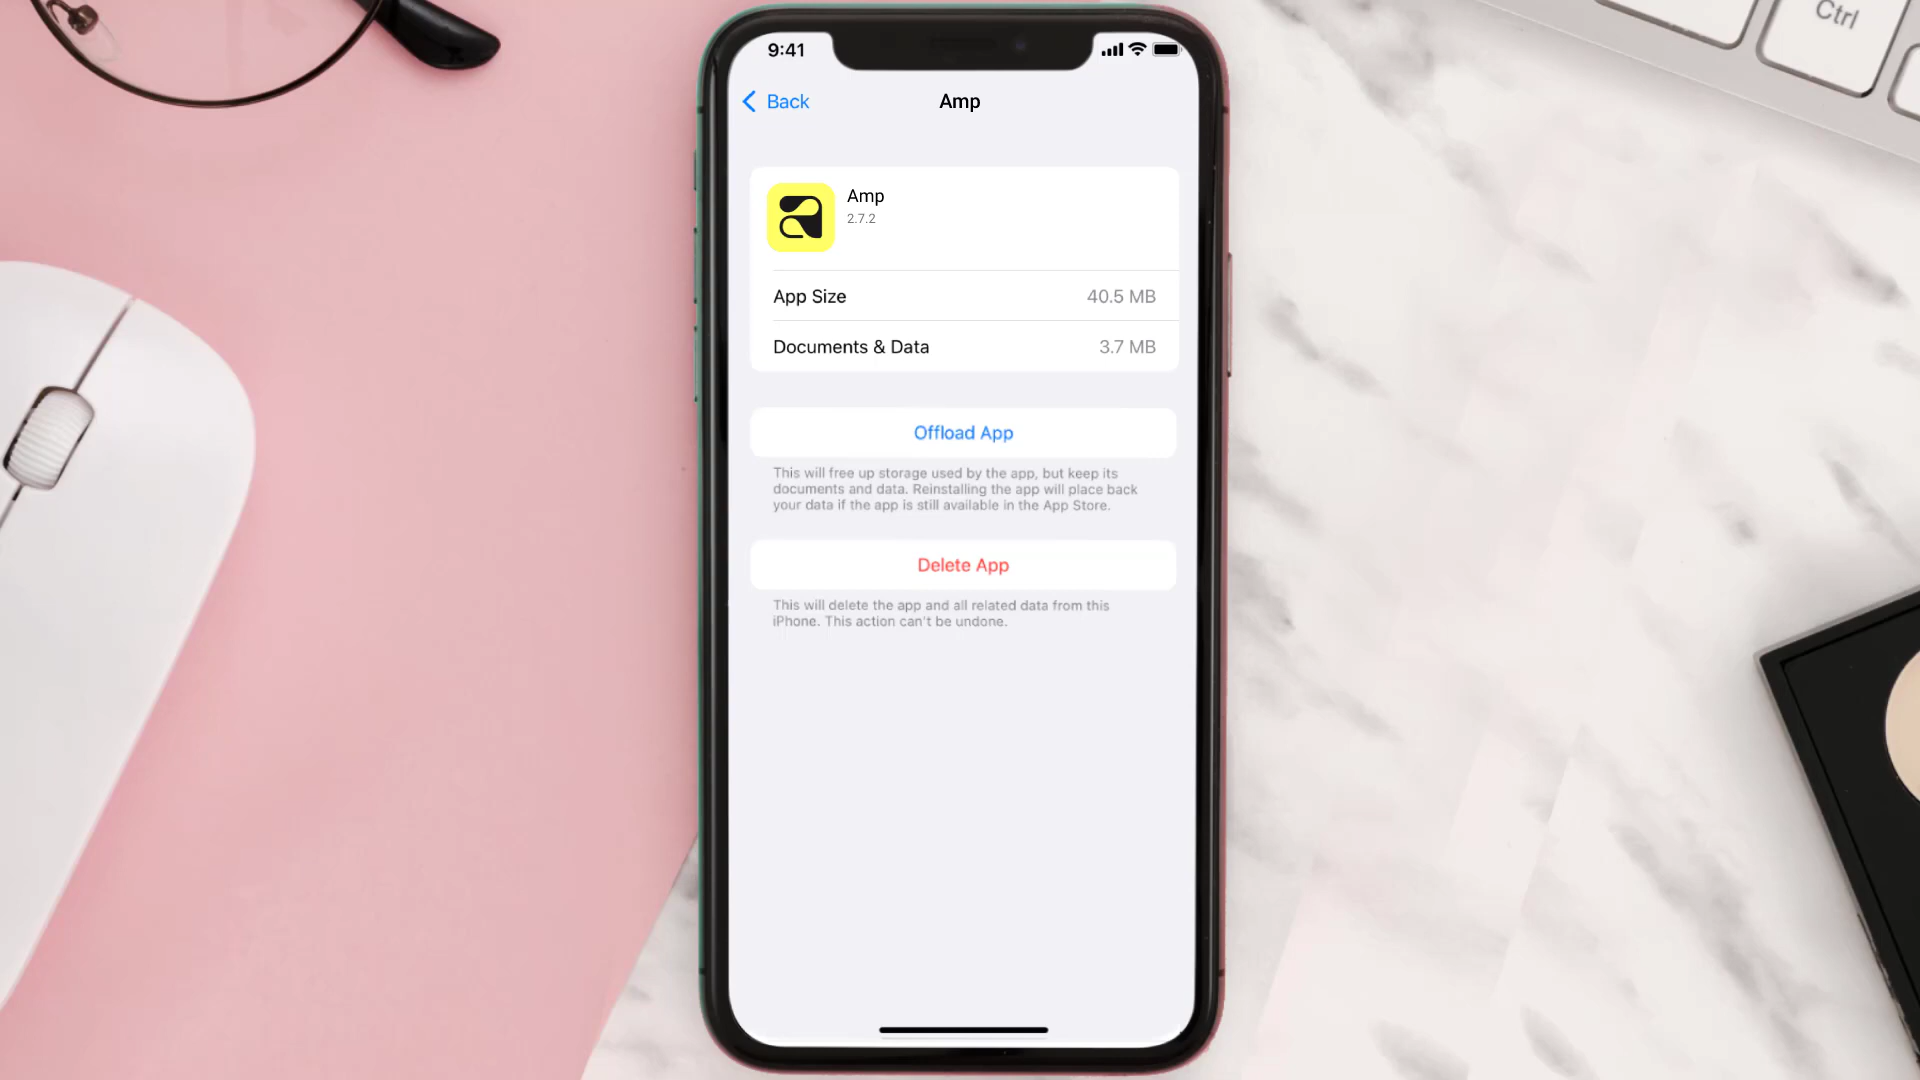 Ctrl
9:41
Back
Amp
Amp
2.7.2
App Size
40.5 MB
Documents & Data
3.7 MB
Offload App
This will free up storage used by the app, but keep its
documents and data. Reinstalling the app will place back
your data if the app is still available in the App Store.
Delete App
This will delete the app and all related data from this
iPhone. This action can't be undone.